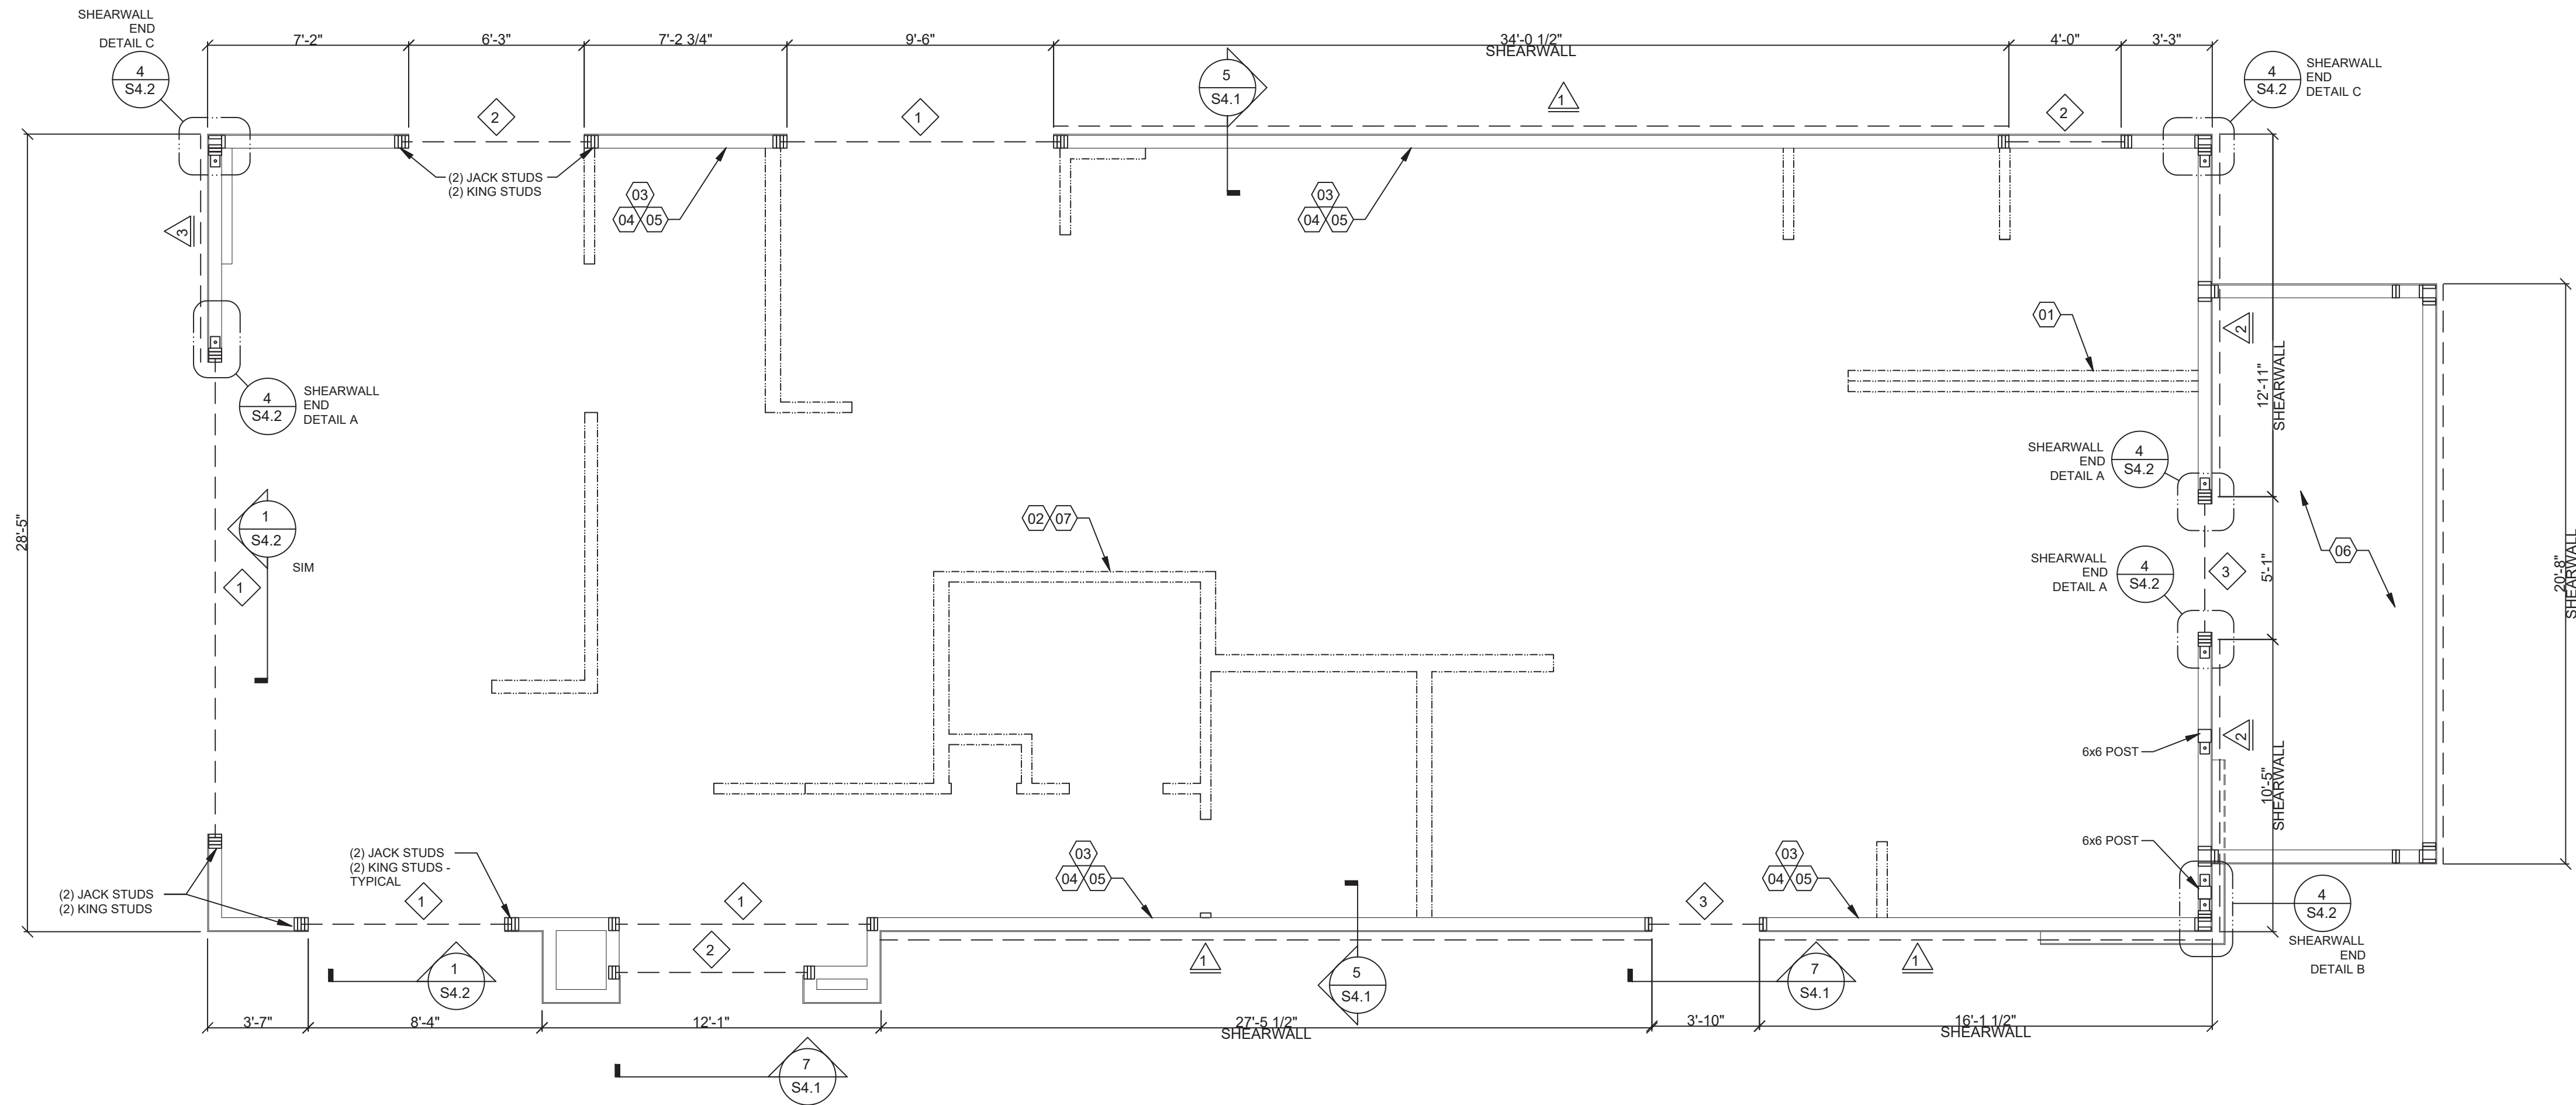 SHEARWALL
END
DETAIL C
4
S4.2
7'-2"
6'-3"
7'-2 3/4"
9'-6"
34'-0 1/2"
SHEARWALL
4'-0"
3'-3"
4
S4.2
SHEARWALL
END
DETAIL C
5
S4.1
1
2
1
2
(2) JACK STUDS
(2) KING STUDS
03
04 05
03
04 05
3
01
2
12'-11"
SHEARWALL
4
S4.2
SHEARWALL
END
DETAIL A
SHEARWALL
END
DETAIL A
4
S4.2
28'-5"
1
S4.2
SIM
1
02 07
SHEARWALL
END
DETAIL A
4
S4.2
3
5'-1"
06
20'-8"
SHEARWALL
6x6 POST
2
10'-5"
SHEARWALL
6x6 POST
(2) JACK STUDS
(2) KING STUDS -
TYPICAL
03
04 05
03
04 05
(2) JACK STUDS
(2) KING STUDS
1
1
3
4
S4.2
SHEARWALL
END
DETAIL B
2
1
1
1
S4.2
5
S4.1
7
S4.1
3'-7"
8'-4"
12'-1"
27'-5 1/2"
SHEARWALL
3'-10"
16'-1 1/2"
SHEARWALL
7
S4.1